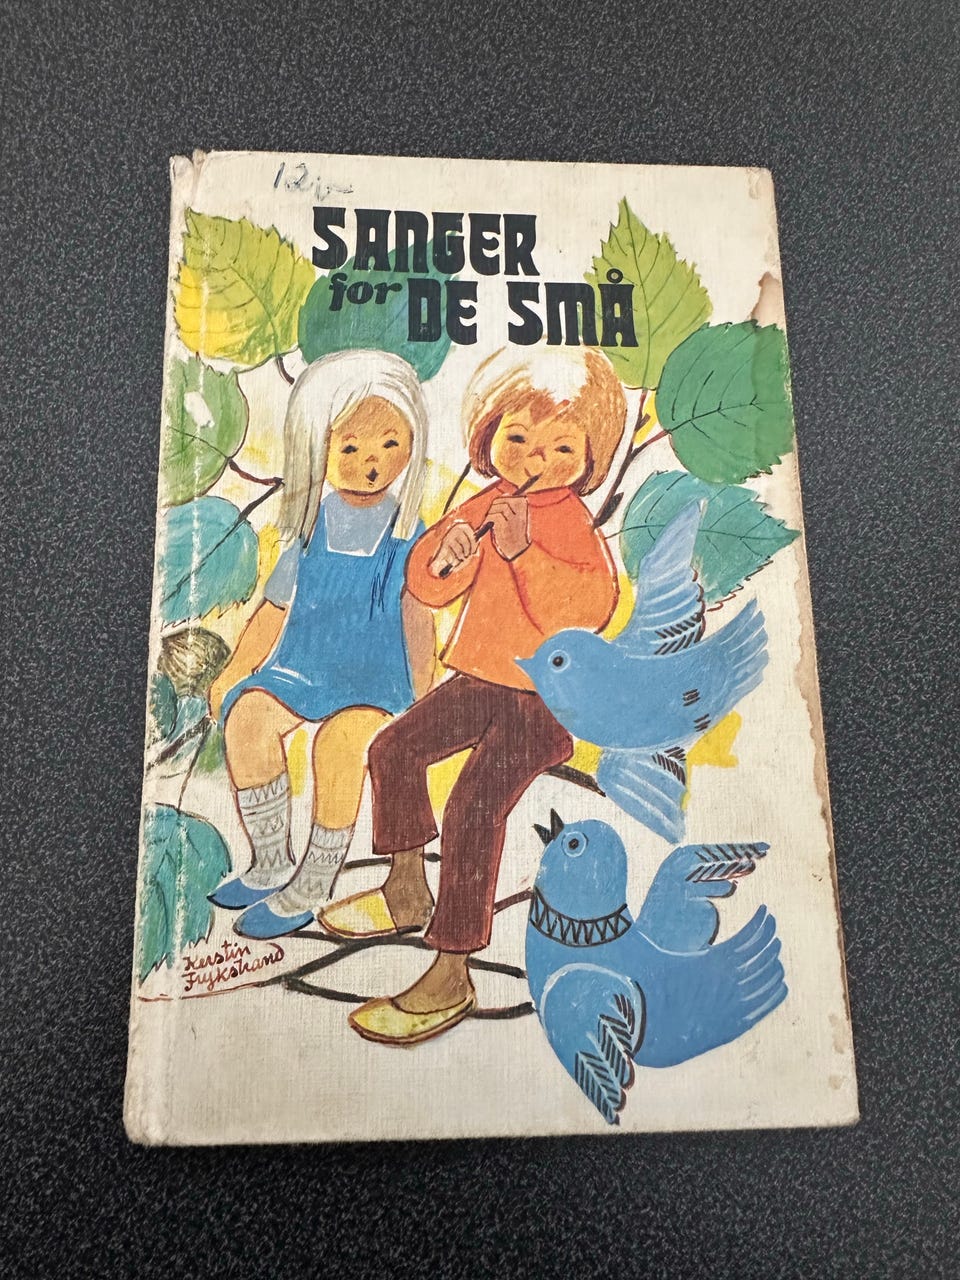 12
SANGER
for DE SMÅ
Kerstin
Frykstrand